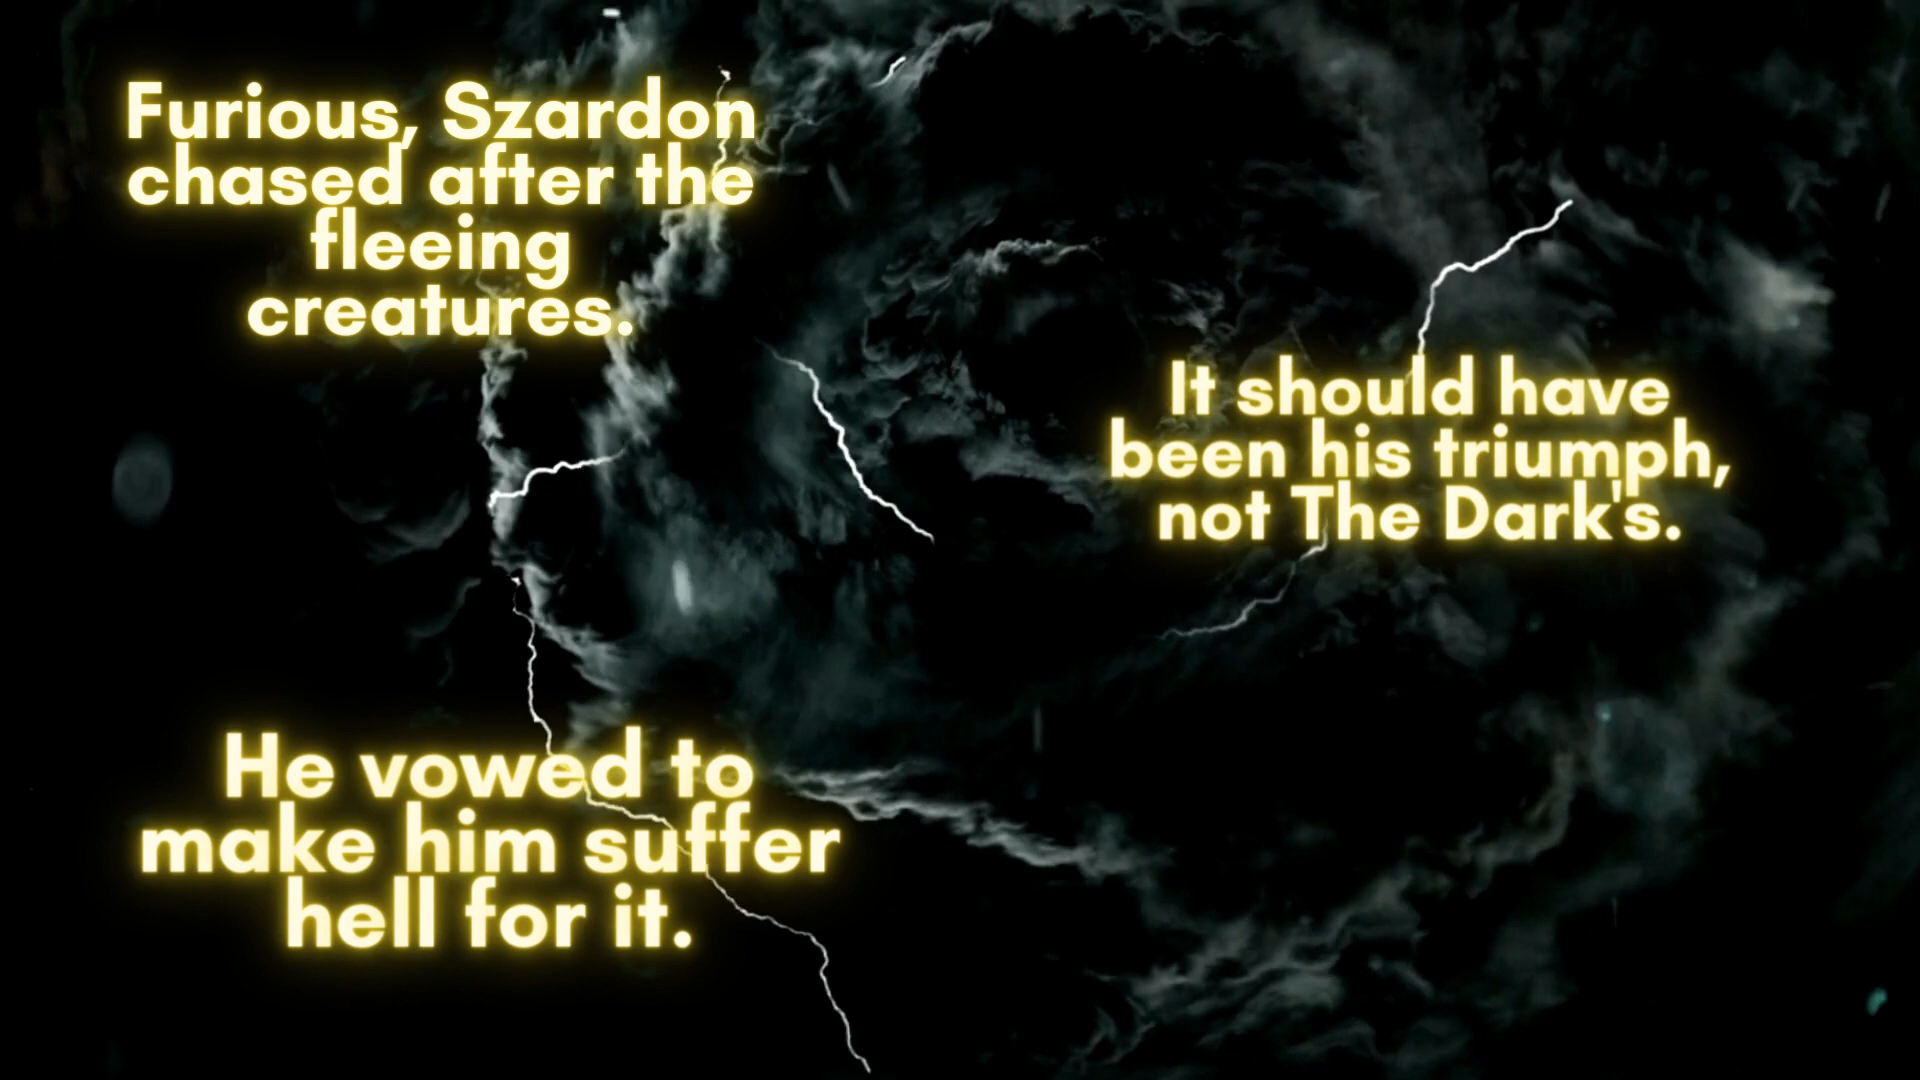 Furious, Szardon
chased after the
fleeing
creatures.
It should have
been his triumph,
not The Dark's.
He vowed to
make him suffer
hell for it.